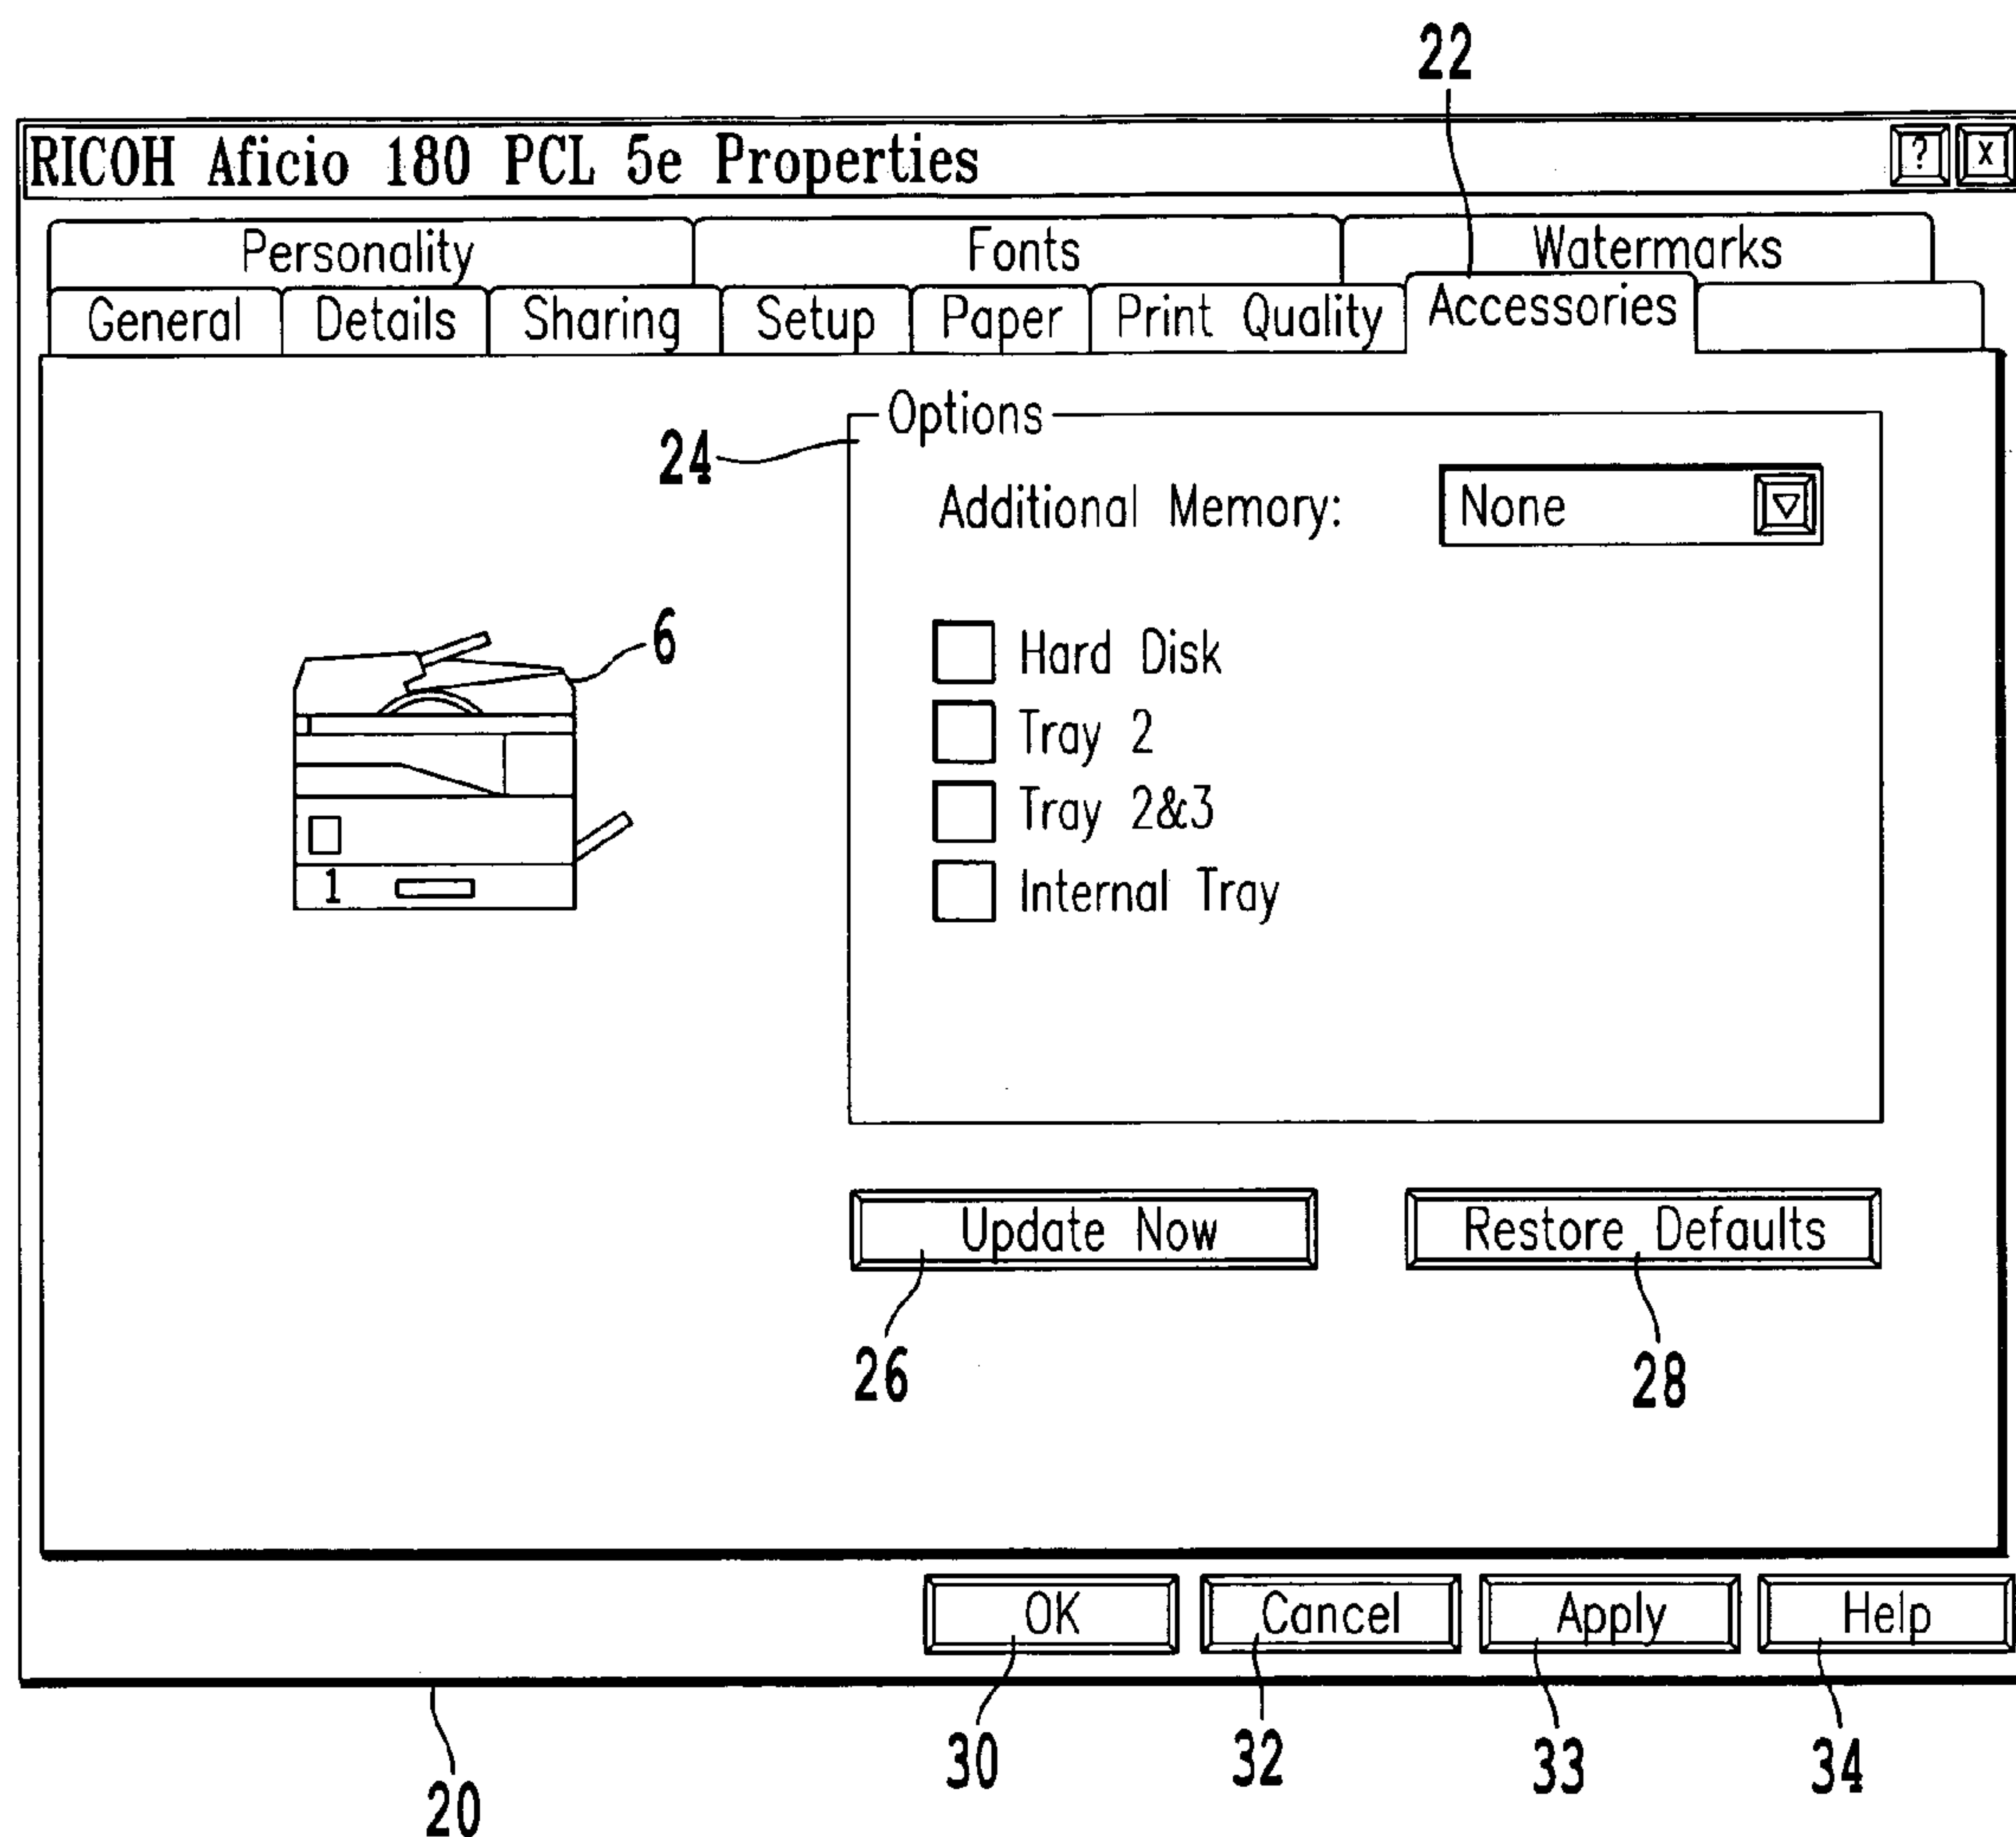 22
RICOH Aficio 180 PCL 5e Properties ? x
Personality Fonts Watermarks
General Details Sharing Setup Paper Print Quality Accessories
Options
24
Additional Memory: None
6
Hard Disk
Tray 2
Tray 2&3
Internal Tray
1
Update Now Restore Defaults
26 28
OK Cancel Apply Help
30 32 33 34
20